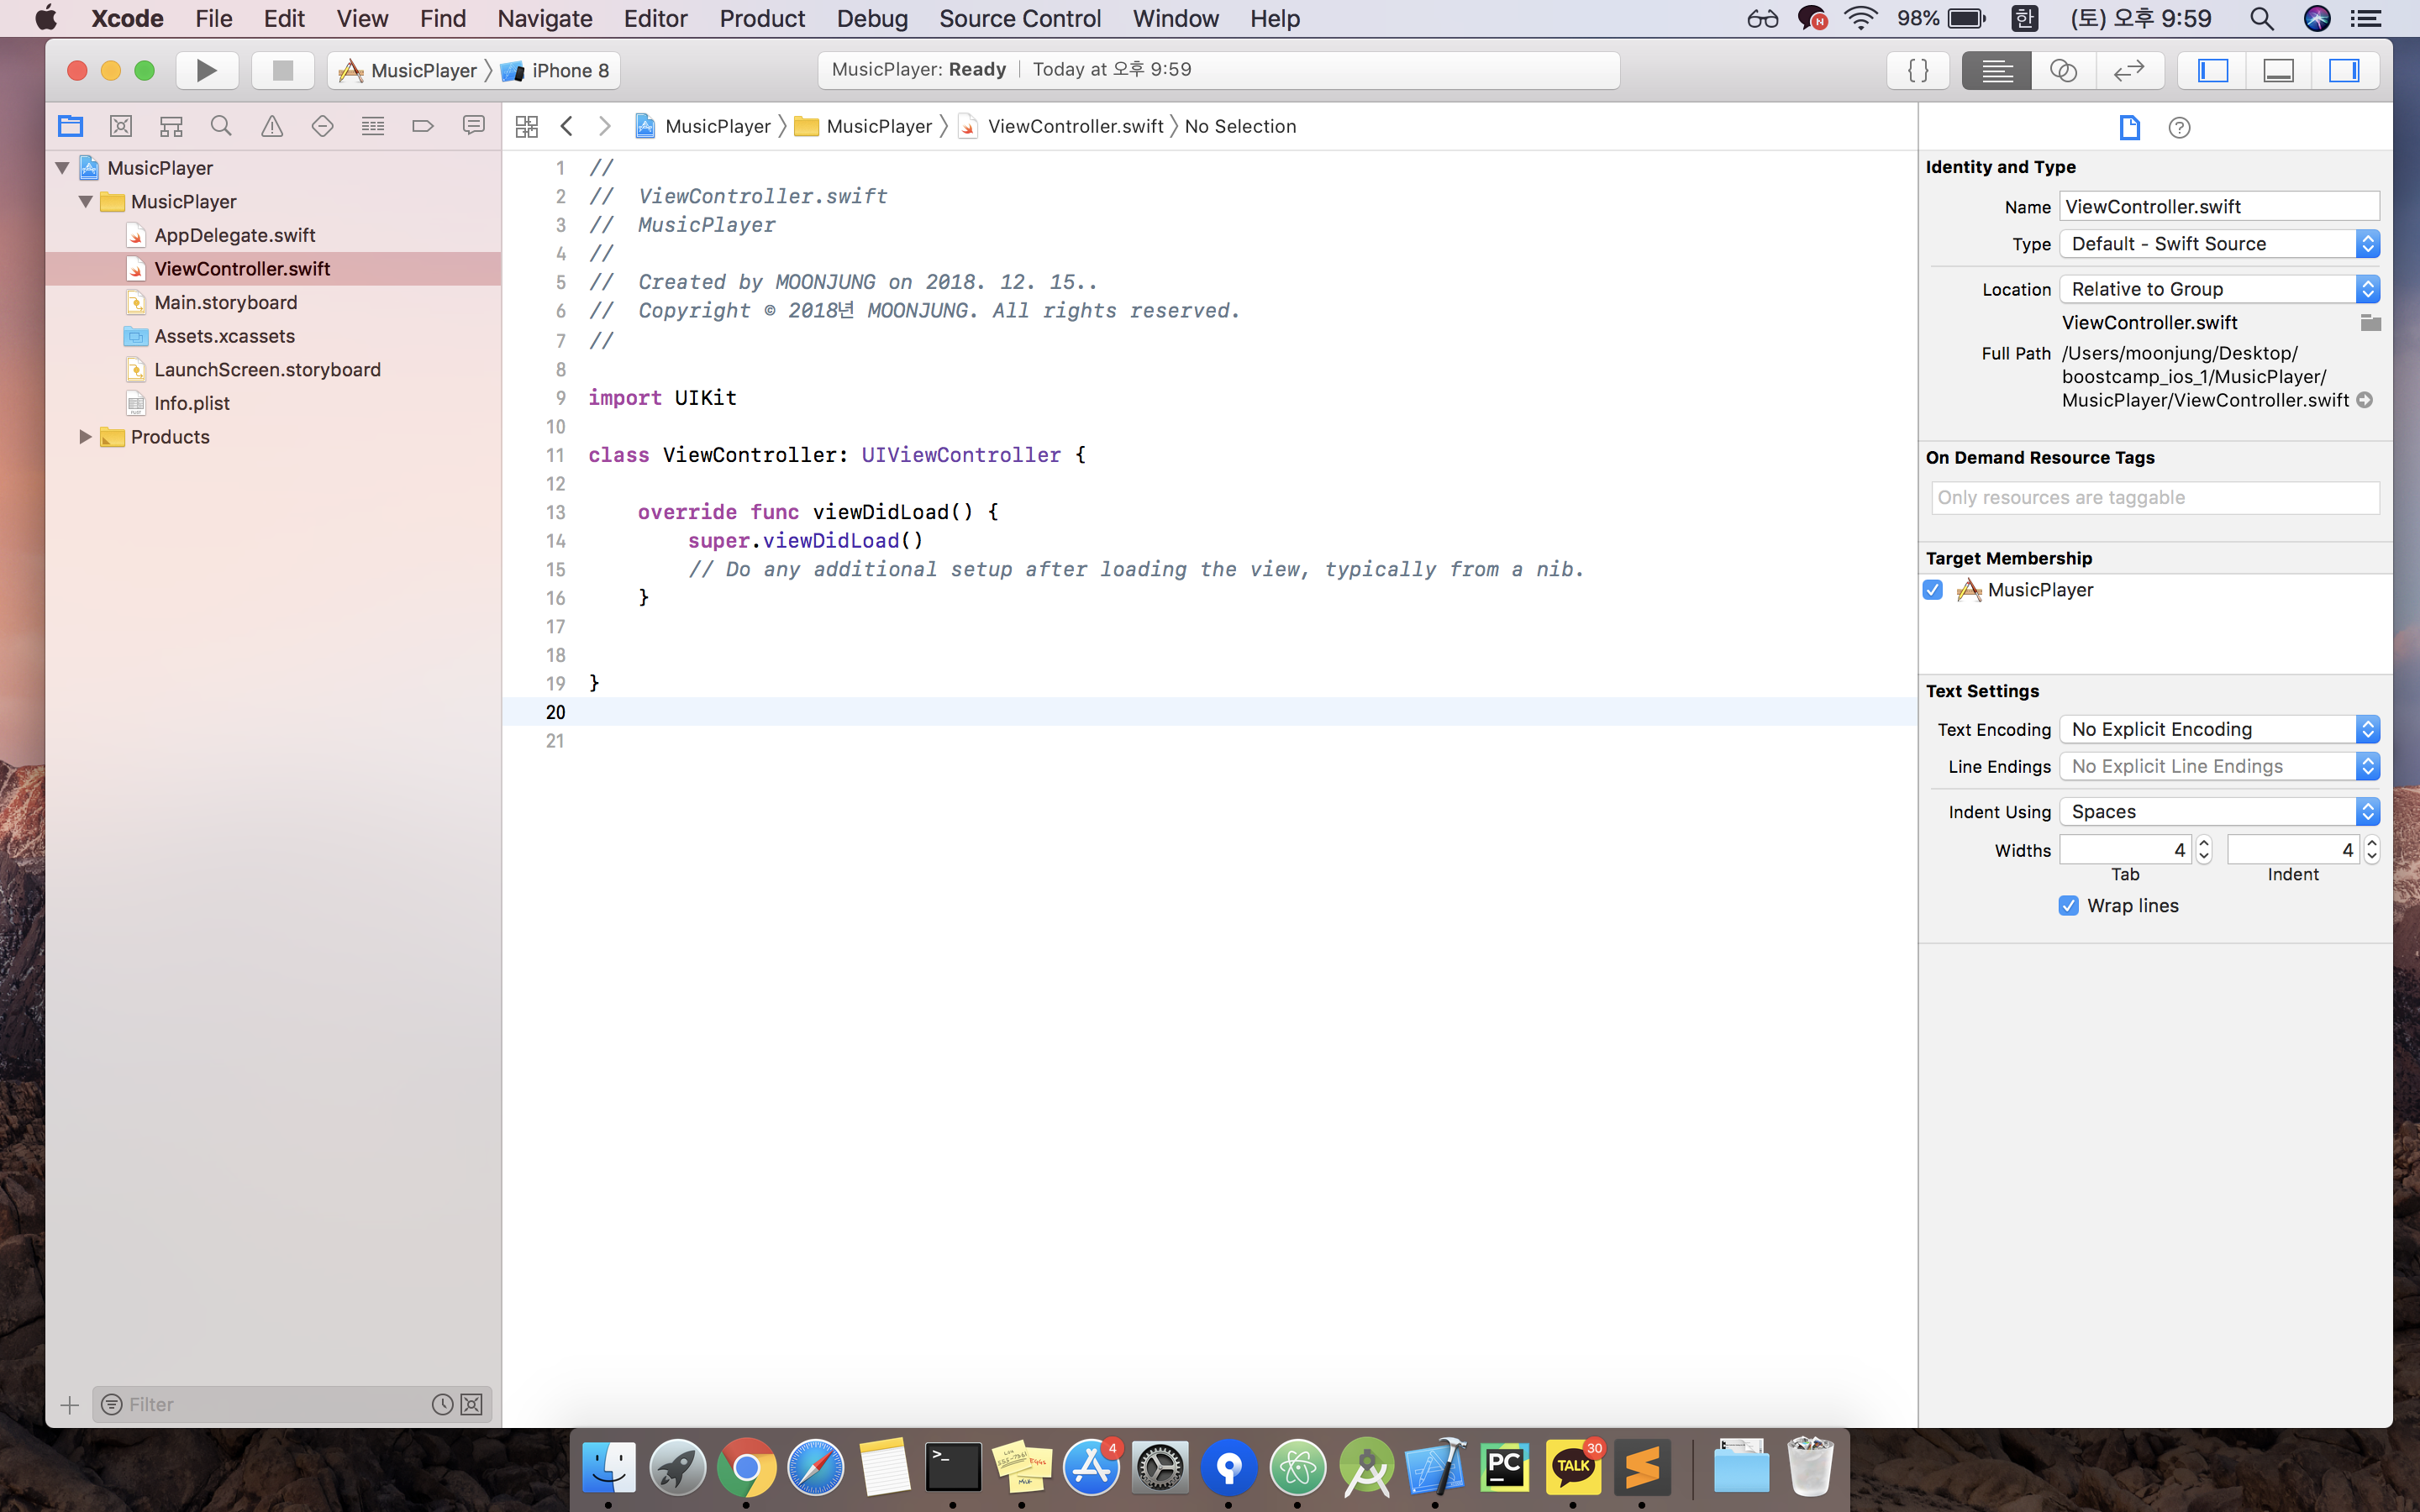 Xcode File Edit View Find Navigate Editor Product Debug Source Control Window Help
98% 한 (토) 오후 9:59
MusicPlayer iPhone 8
MusicPlayer: Ready Today at 오후 9:59
MusicPlayer MusicPlayer ViewController.swift No Selection
MusicPlayer
MusicPlayer
AppDelegate.swift
ViewController.swift
Main.storyboard
Assets.xcassets
LaunchScreen.storyboard
Info.plist
Products
Filter
1 //
2 //  ViewController.swift
3 //  MusicPlayer
4 //
5 //  Created by MOONJUNG on 2018. 12. 15..
6 //  Copyright © 2018년 MOONJUNG. All rights reserved.
7 //
8
9 import UIKit
10
11 class ViewController: UIViewController {
12
13     override func viewDidLoad() {
14         super.viewDidLoad()
15         // Do any additional setup after loading the view, typically from a nib.
16     }
17
18
19 }
20
21
Identity and Type
Name ViewController.swift
Type Default - Swift Source
Location Relative to Group
ViewController.swift
Full Path /Users/moonjung/Desktop/
boostcamp_ios_1/MusicPlayer/
MusicPlayer/ViewController.swift
On Demand Resource Tags
Only resources are taggable
Target Membership
MusicPlayer
Text Settings
Text Encoding No Explicit Encoding
Line Endings No Explicit Line Endings
Indent Using Spaces
Widths 4 4
Tab Indent
Wrap lines
4
PC
TALK
30